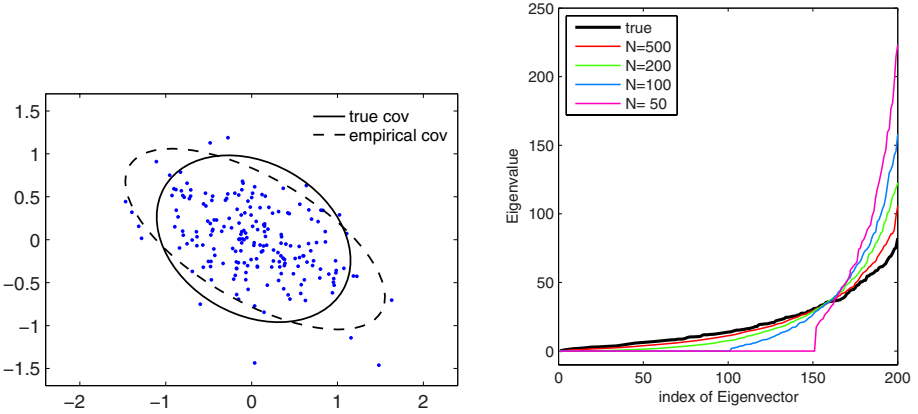 true cov
empirical cov
1.5
1
0.5
0
−0.5
−1
−1.5
−2
−1
0
1
2
250
200
150
100
50
0
Eigenvalue
true
N=500
N=200
N=100
N= 50
0
50
100
150
200
index of Eigenvector